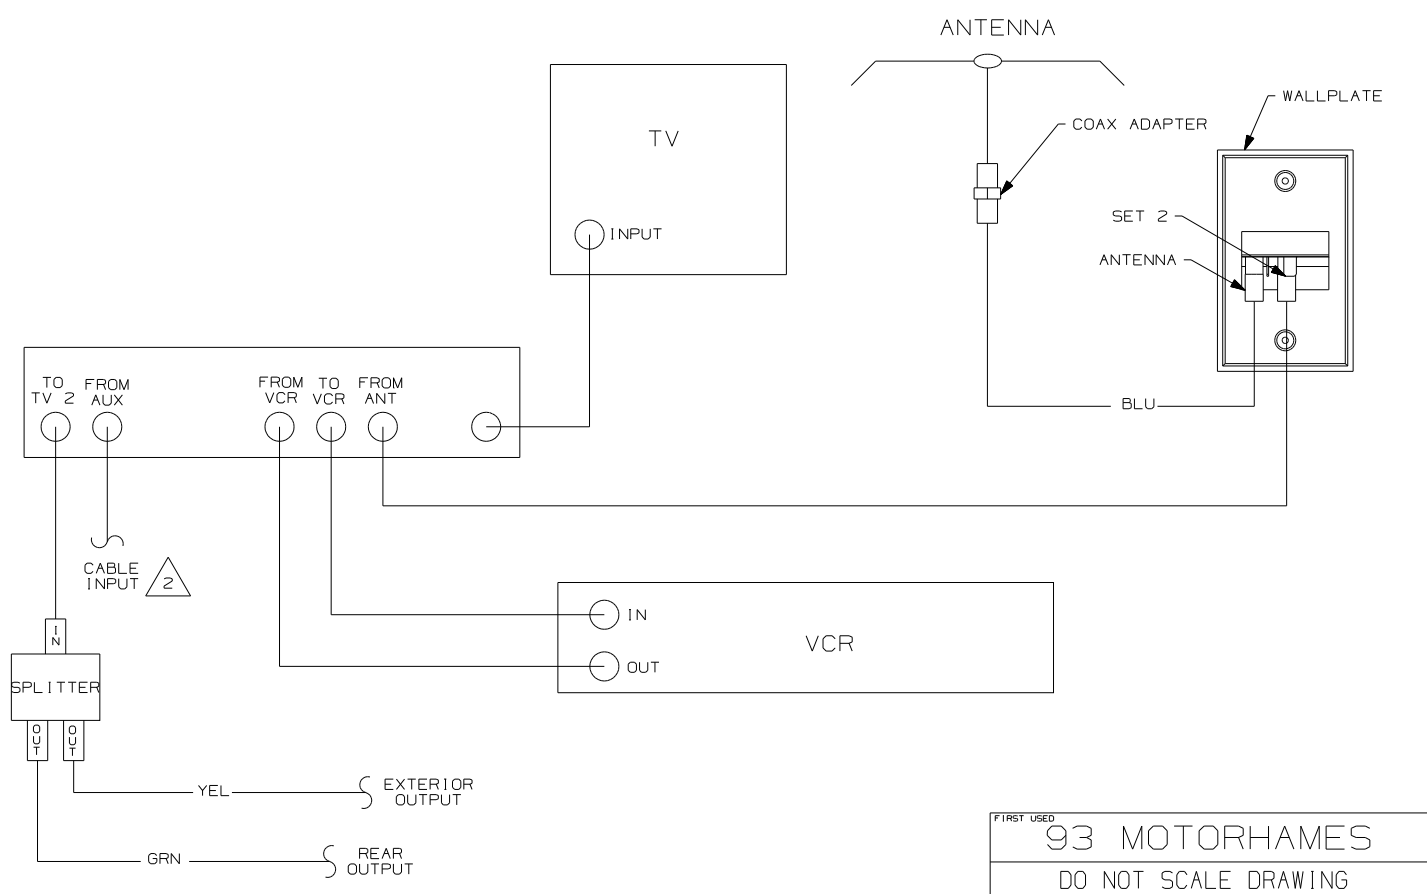 ANTENNA
WALLPLATE
COAX ADAPTER
TV
SET 2
INPUT
ANTENNA
TO
TV 2
FROM
AUX
FROM
VCR
TO
VCR
FROM
ANT
BLU
CABLE
INPUT
2
IN
VCR
OUT
IN
SPLITTER
OUT
OUT
YEL
EXTERIOR
OUTPUT
GRN
REAR
OUTPUT
FIRST USED
93 MOTORHAMES
DO NOT SCALE DRAWING